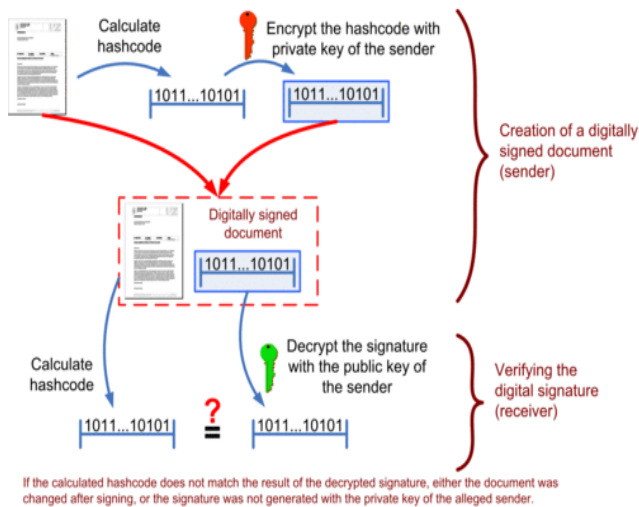 Calculate
hashcode
Encrypt the hashcode with
private key of the sender
1011...10101
1011...10101
Creation of a digitally
signed document
(sender)
Digitally signed
document
1011...10101
Calculate
hashcode
Decrypt the signature
with the public key of
the sender
Verifying the
digital signature
(receiver)
1011...10101
?
=
1011...10101
If the calculated hashcode does not match the result of the decrypted signature, either the document was
changed after signing, or the signature was not generated with the private key of the alleged sender.